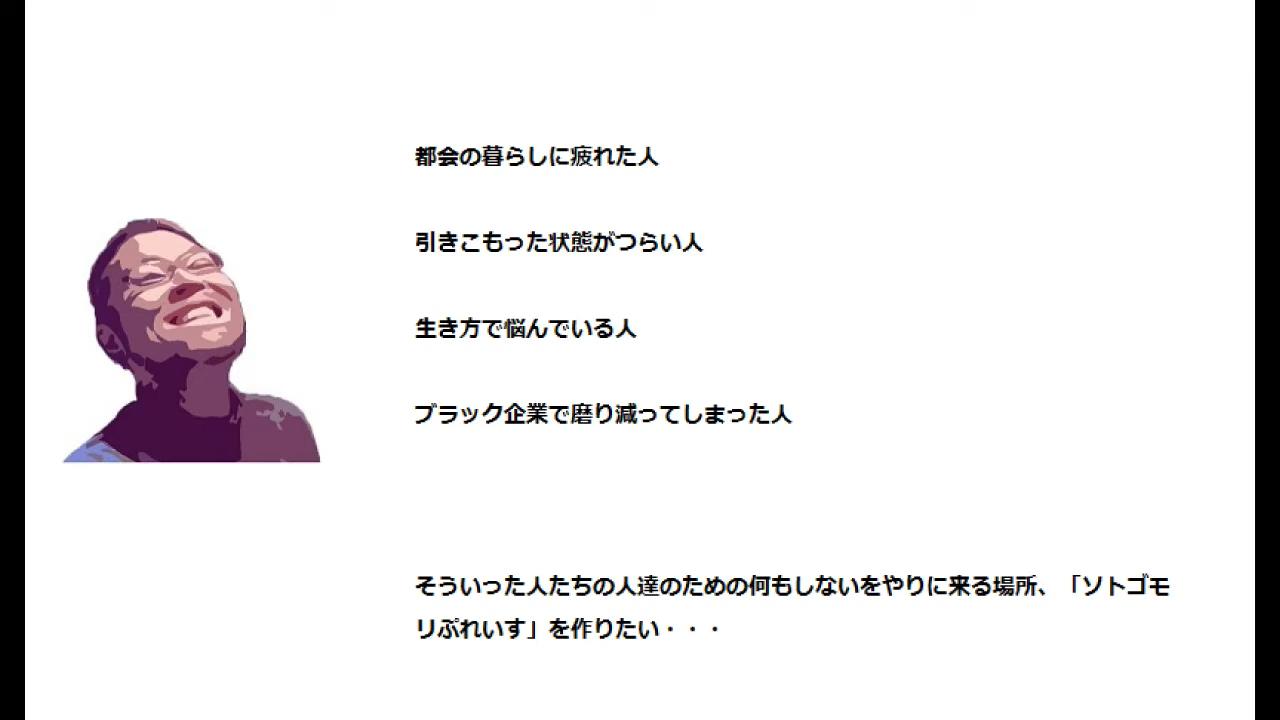 都会の暮らしに疲れた人
引きこもった状態がつらい人
生き方で悩んでいる人
ブラック企業で磨り減ってしまった人
そういった人たちの人達のための何もしないをやりに来る場所、「ソトゴモ
リぷれいす」を作りたい・・・